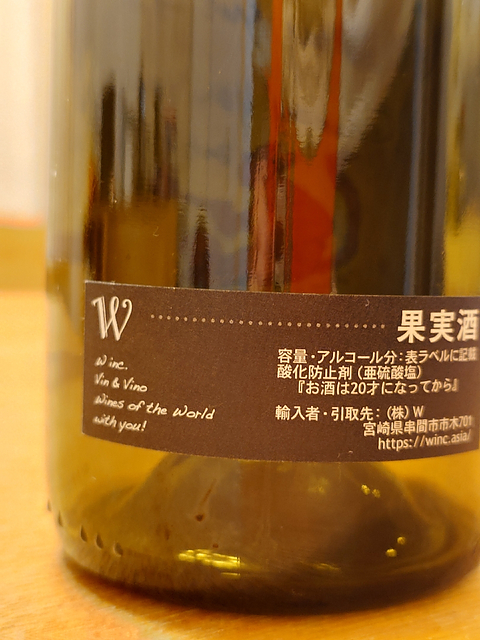 W
W inc.
Vin & Vino
Wines of the World
with you!
果実酒
容量・アルコール分：表ラベルに記載
酸化防止剤（亜硫酸塩）
『お酒は20才になってから』
輸入者・引取先：（株）W
宮崎県串間市市木701
https://winc.asia/